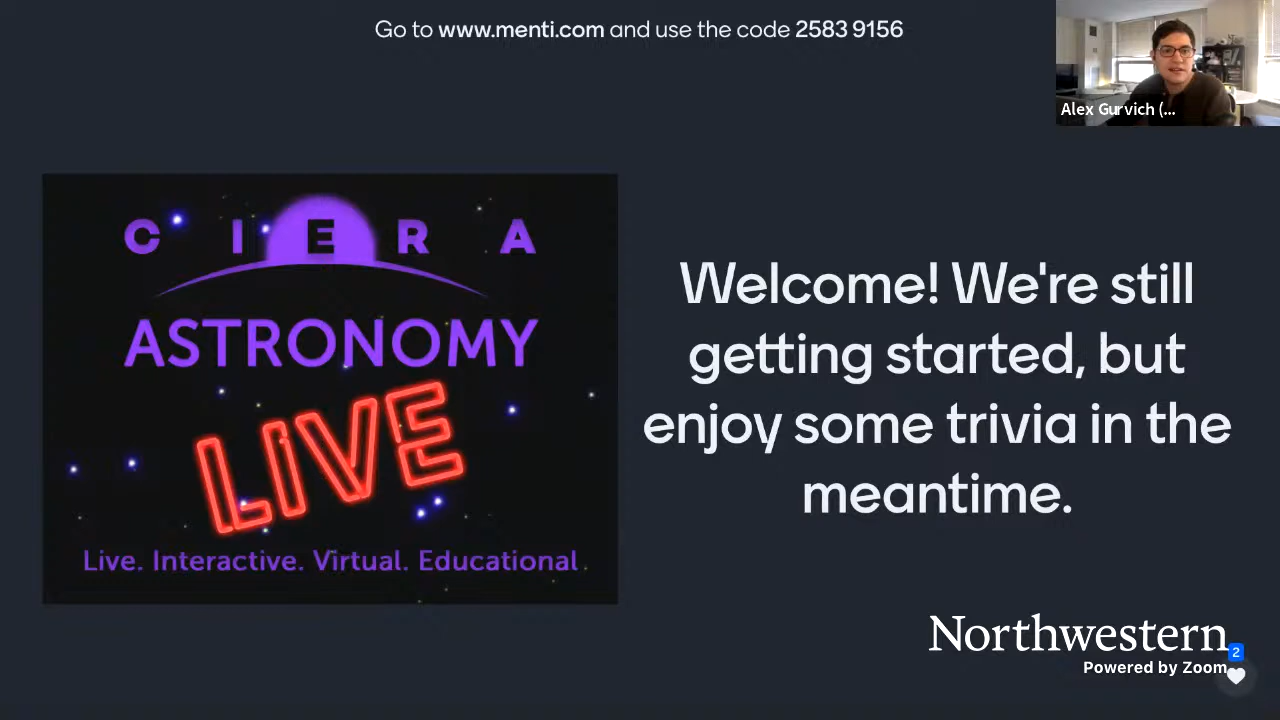 Go to www.menti.com and use the code 2583 9156
Alex Gurvich (...
C I E R A
ASTRONOMY
LIVE
Live. Interactive. Virtual. Educational.
Welcome! We're still
getting started, but
enjoy some trivia in the
meantime.
Northwestern
2
Powered by Zoom